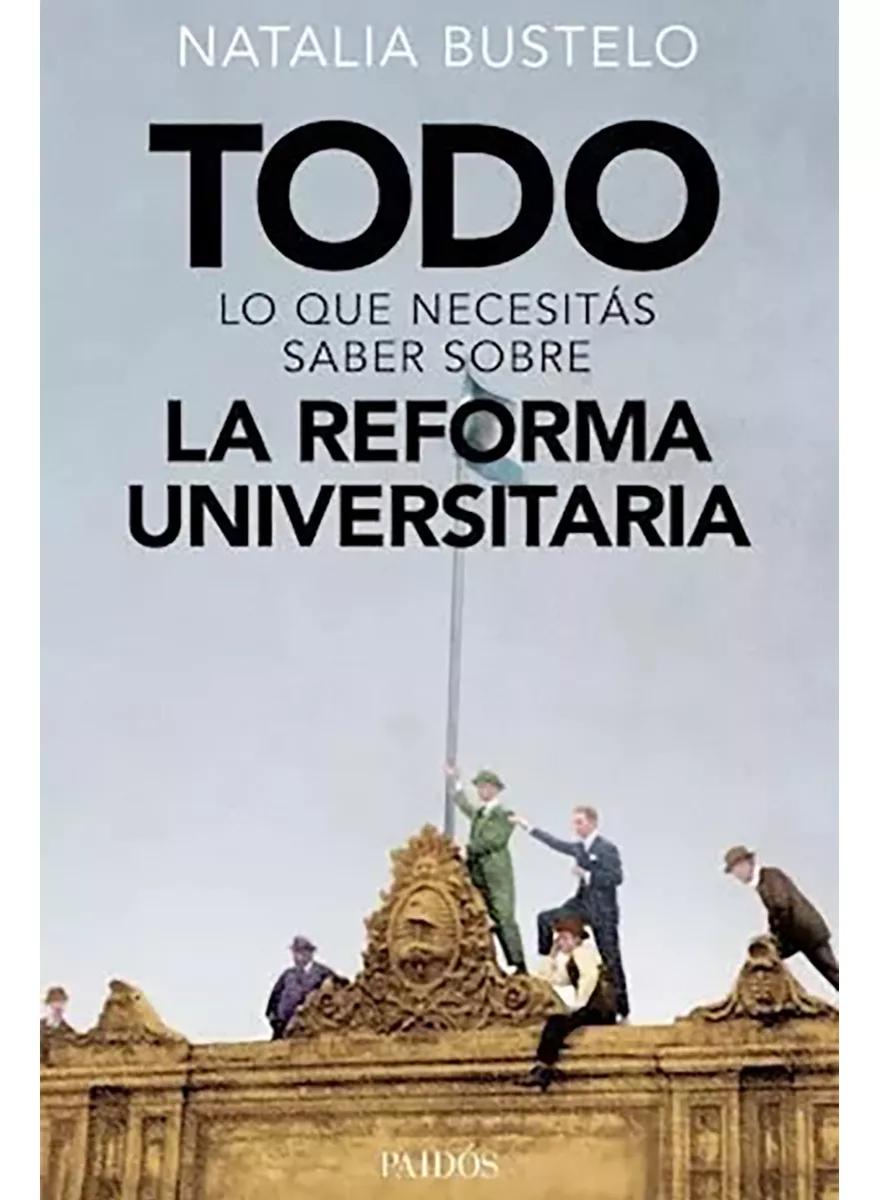 NATALIA BUSTELO
TODO
LO QUE NECESITÁS
SABER SOBRE
LA REFORMA
UNIVERSITARIA
PAIDÓS